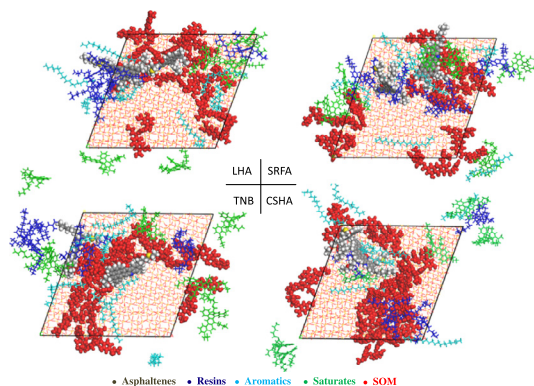 LHA SRFA
TNB CSHA
• Asphaltenes • Resins • Aromatics • Saturates • SOM